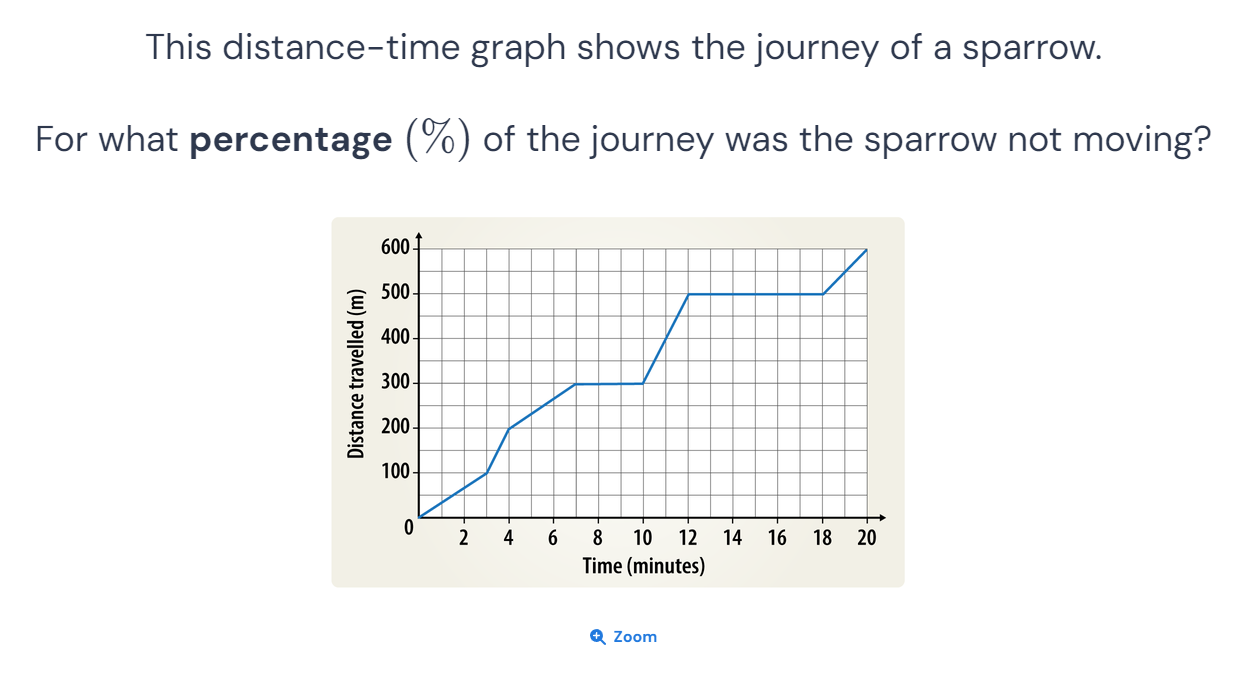 This distance-time graph shows the journey of a sparrow.
For what percentage (%) of the journey was the sparrow not moving?
600
500
400
300
200
100
0
Distance travelled (m)
2 4 6 8 10 12 14 16 18 20
Time (minutes)
Zoom